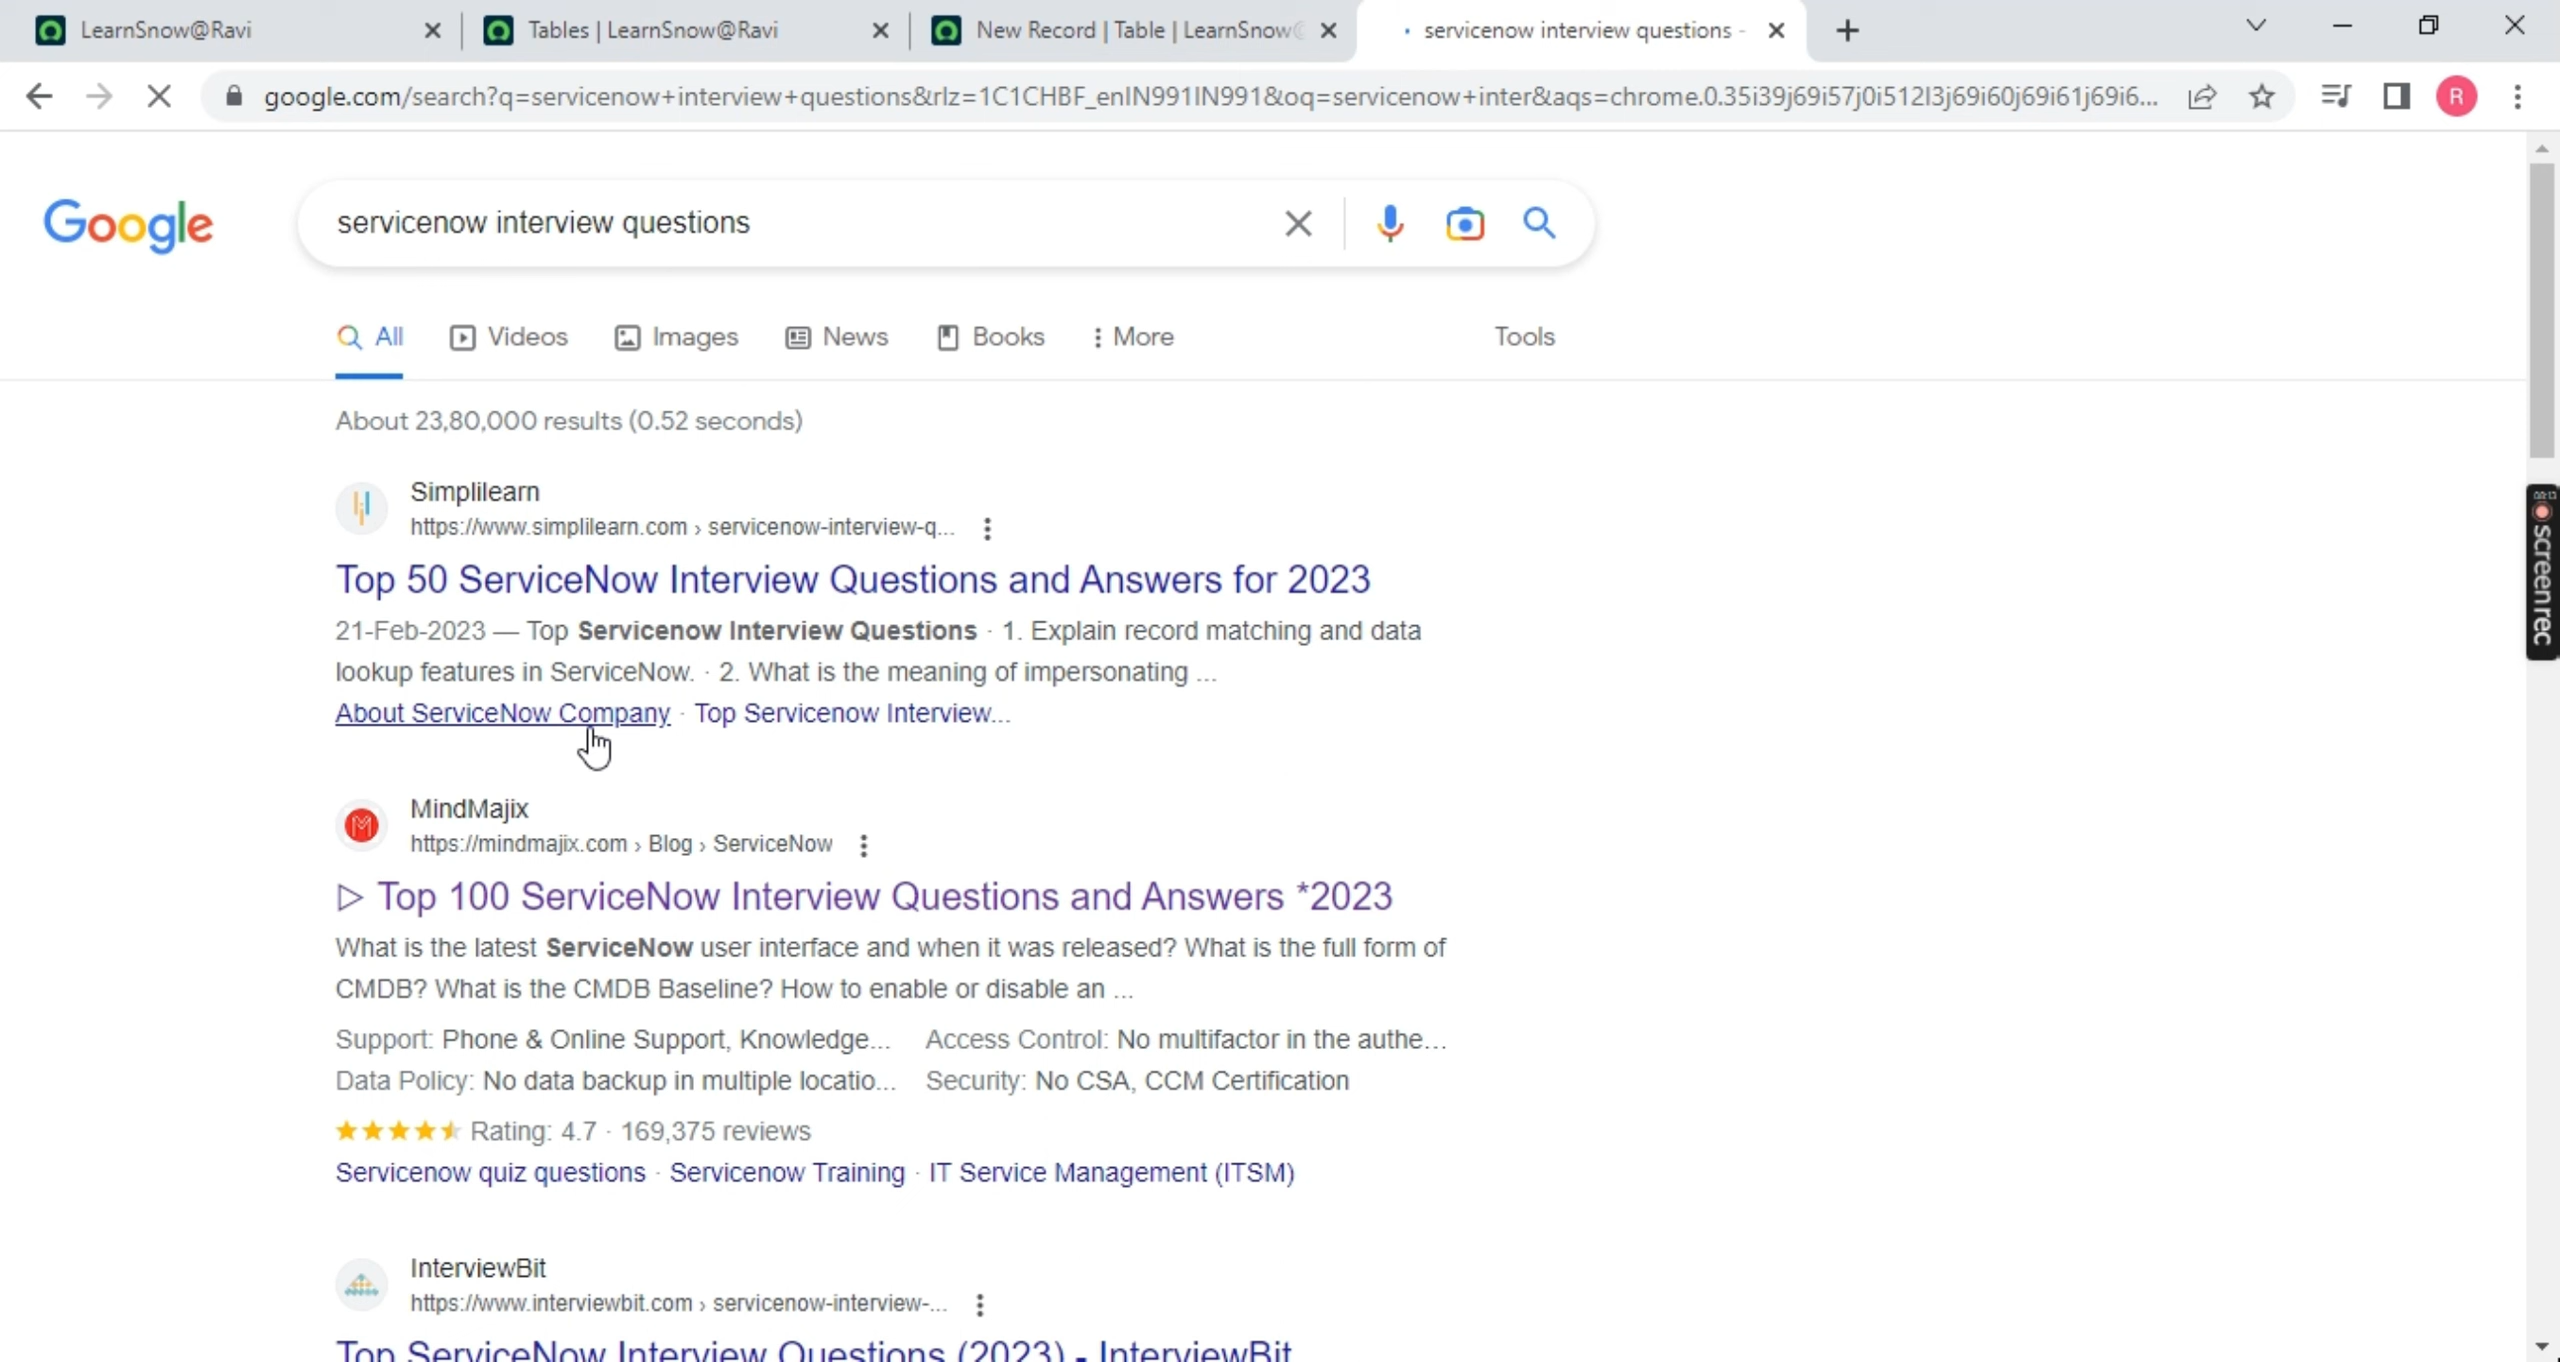 LearnSnow@Ravi
Tables | LearnSnow@Ravi
New Record | Table | LearnSnow@
servicenow interview questions -
google.com/search?q=servicenow+interview+questions&rlz=1C1CHBF_enIN991IN991&oq=servicenow+inter&aqs=chrome.0.35i39j69i57j0i512l3j69i60j69i61j69i6...
R
Google
servicenow interview questions
All
Videos
Images
News
Books
More
Tools
About 23,80,000 results (0.52 seconds)
Simplilearn
https://www.simplilearn.com › servicenow-interview-q...
Top 50 ServiceNow Interview Questions and Answers for 2023
21-Feb-2023 — Top Servicenow Interview Questions · 1. Explain record matching and data
lookup features in ServiceNow. · 2. What is the meaning of impersonating ...
About ServiceNow Company · Top Servicenow Interview...
MindMajix
https://mindmajix.com › Blog › ServiceNow
▷ Top 100 ServiceNow Interview Questions and Answers *2023
What is the latest ServiceNow user interface and when it was released? What is the full form of
CMDB? What is the CMDB Baseline? How to enable or disable an ...
Support: Phone & Online Support, Knowledge... Access Control: No multifactor in the authe...
Data Policy: No data backup in multiple locatio... Security: No CSA, CCM Certification
Rating: 4.7 · 169,375 reviews
Servicenow quiz questions · Servicenow Training · IT Service Management (ITSM)
InterviewBit
https://www.interviewbit.com › servicenow-interview-...
Top ServiceNow Interview Questions (2023) - InterviewBit
screenrec